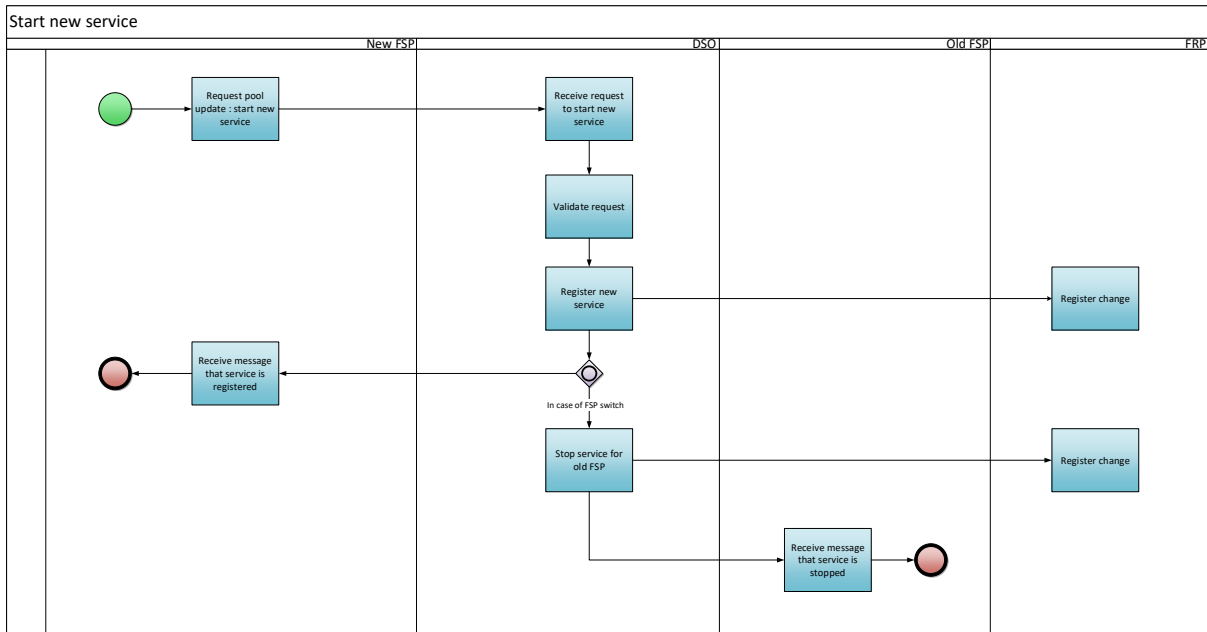 Start new service
New FSP
DSO
Old FSP
FRP
Request pool
update : start new
service
Receive request
to start new
service
Validate request
Register new
service
Register change
Receive message
that service is
registered
In case of FSP switch
Stop service for
old FSP
Register change
Receive message
that service is
stopped